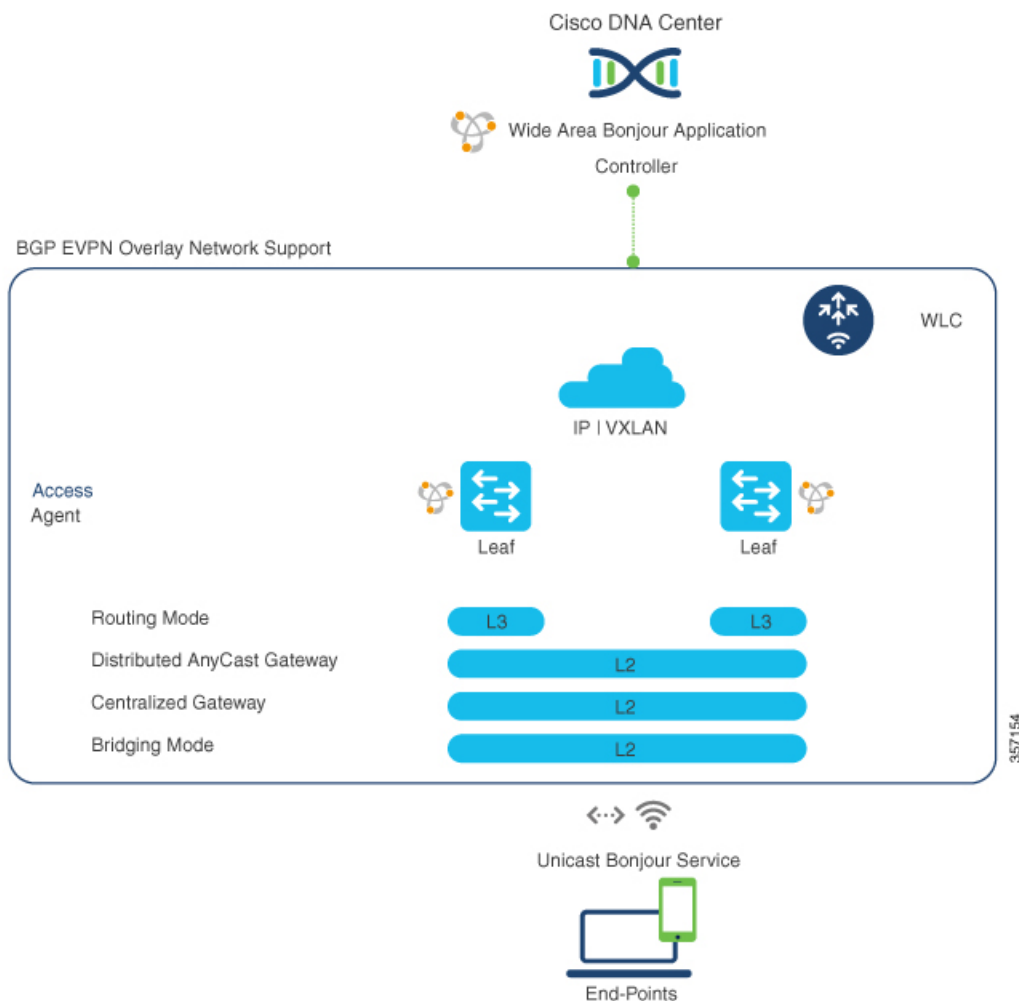 Cisco DNA Center
Wide Area Bonjour Application
Controller
BGP EVPN Overlay Network Support
WLC
IP | VXLAN
Access
Agent
Leaf
Leaf
Routing Mode
L3
L3
Distributed AnyCast Gateway
L2
Centralized Gateway
L2
Bridging Mode
L2
357154
Unicast Bonjour Service
End-Points